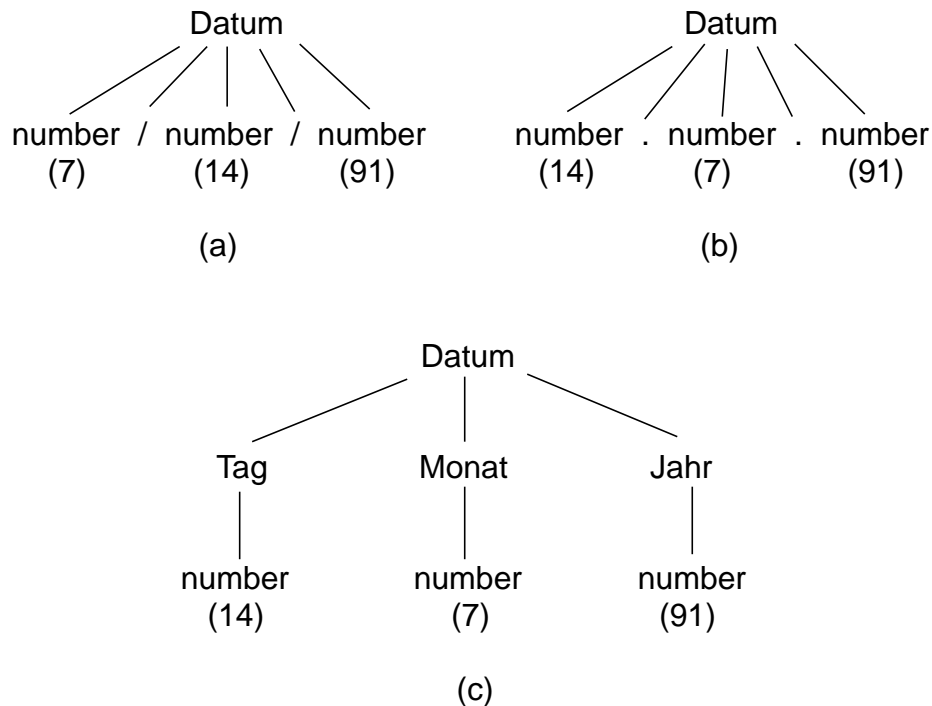 Datum
number / number / number
(7) (14) (91)
(a)
Datum
number . number . number
(14) (7) (91)
(b)
Datum
Tag Monat Jahr
number number number
(14) (7) (91)
(c)